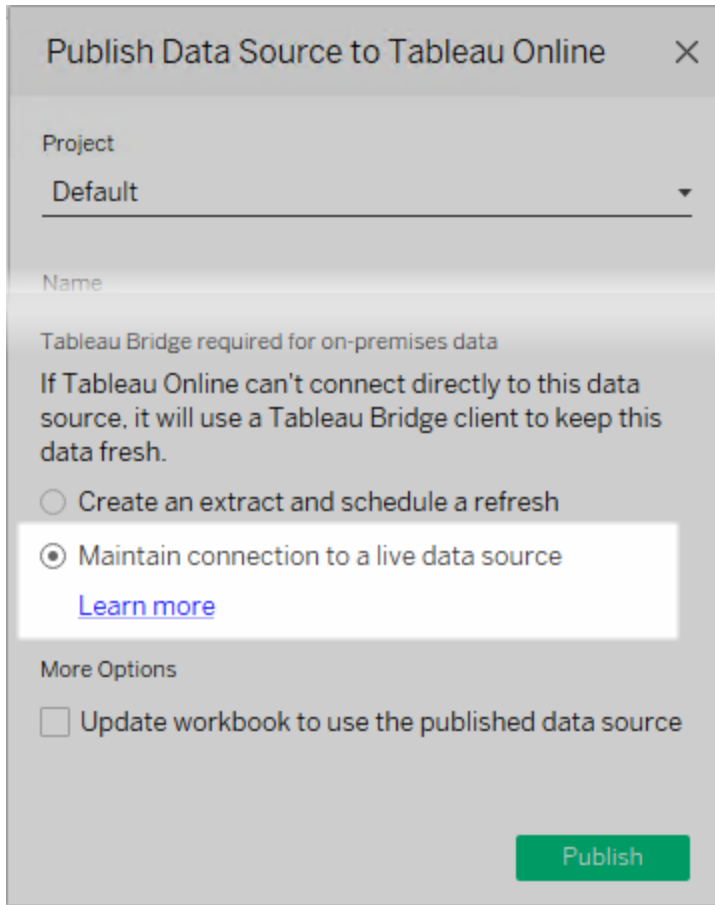 Publish Data Source to Tableau Online
Project
Default
Name
Tableau Bridge required for on-premises data
If Tableau Online can't connect directly to this data
source, it will use a Tableau Bridge client to keep this
data fresh.
Create an extract and schedule a refresh
Maintain connection to a live data source
Learn more
More Options
Update workbook to use the published data source
Publish